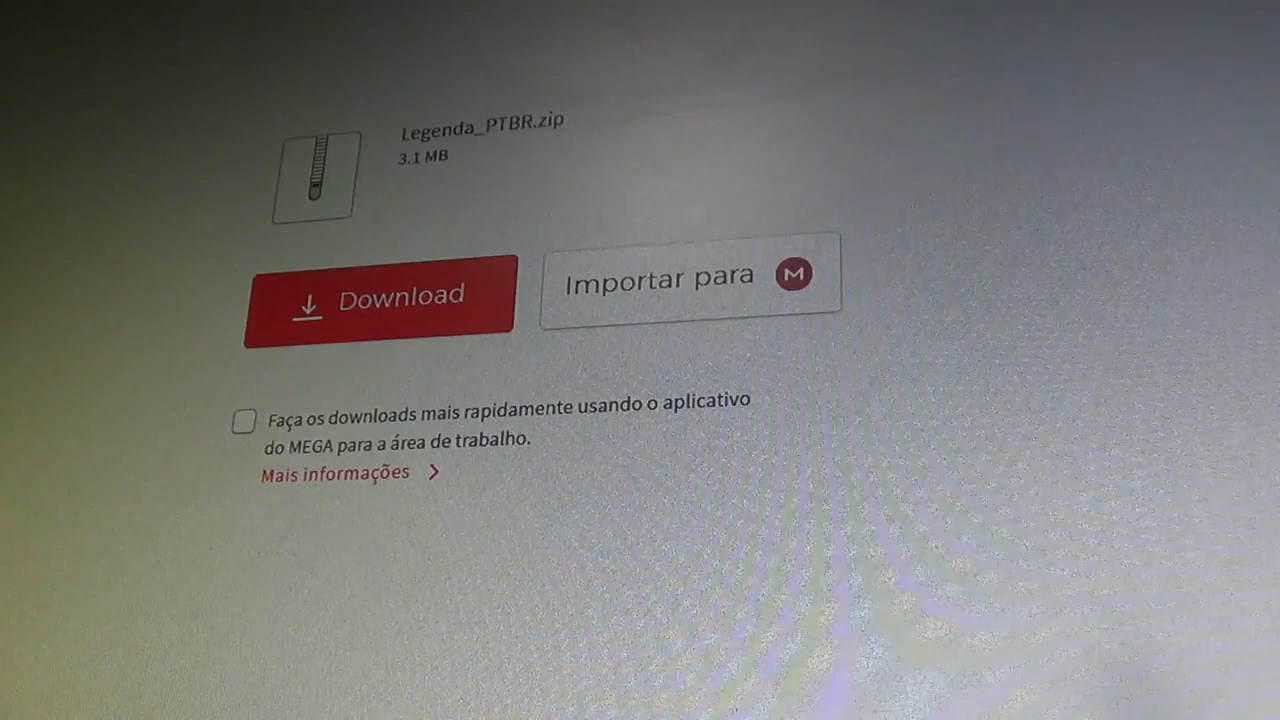 Legenda_PTBR.zip
3.1 MB
Download
Importar para M
Faça os downloads mais rapidamente usando o aplicativo
do MEGA para a área de trabalho.
Mais informações